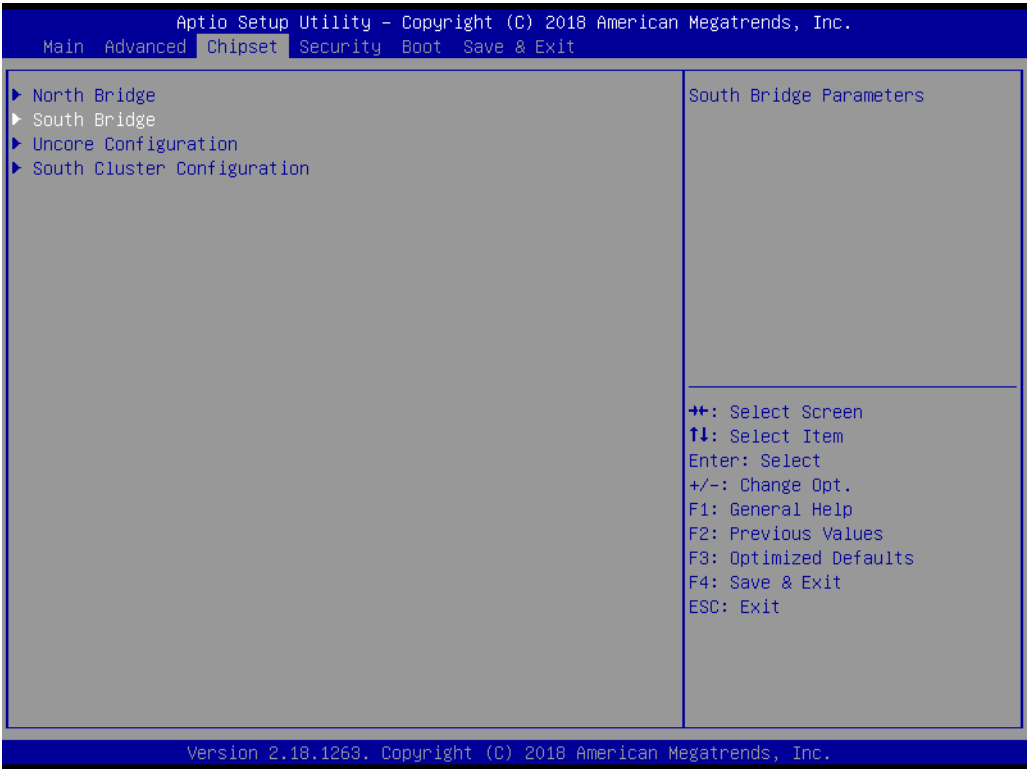 Aptio Setup Utility – Copyright (C) 2018 American Megatrends, Inc.
Main Advanced Chipset Security Boot Save & Exit
North Bridge
South Bridge
Uncore Configuration
South Cluster Configuration
South Bridge Parameters
→←: Select Screen
↑↓: Select Item
Enter: Select
+/-: Change Opt.
F1: General Help
F2: Previous Values
F3: Optimized Defaults
F4: Save & Exit
ESC: Exit
Version 2.18.1263. Copyright (C) 2018 American Megatrends, Inc.